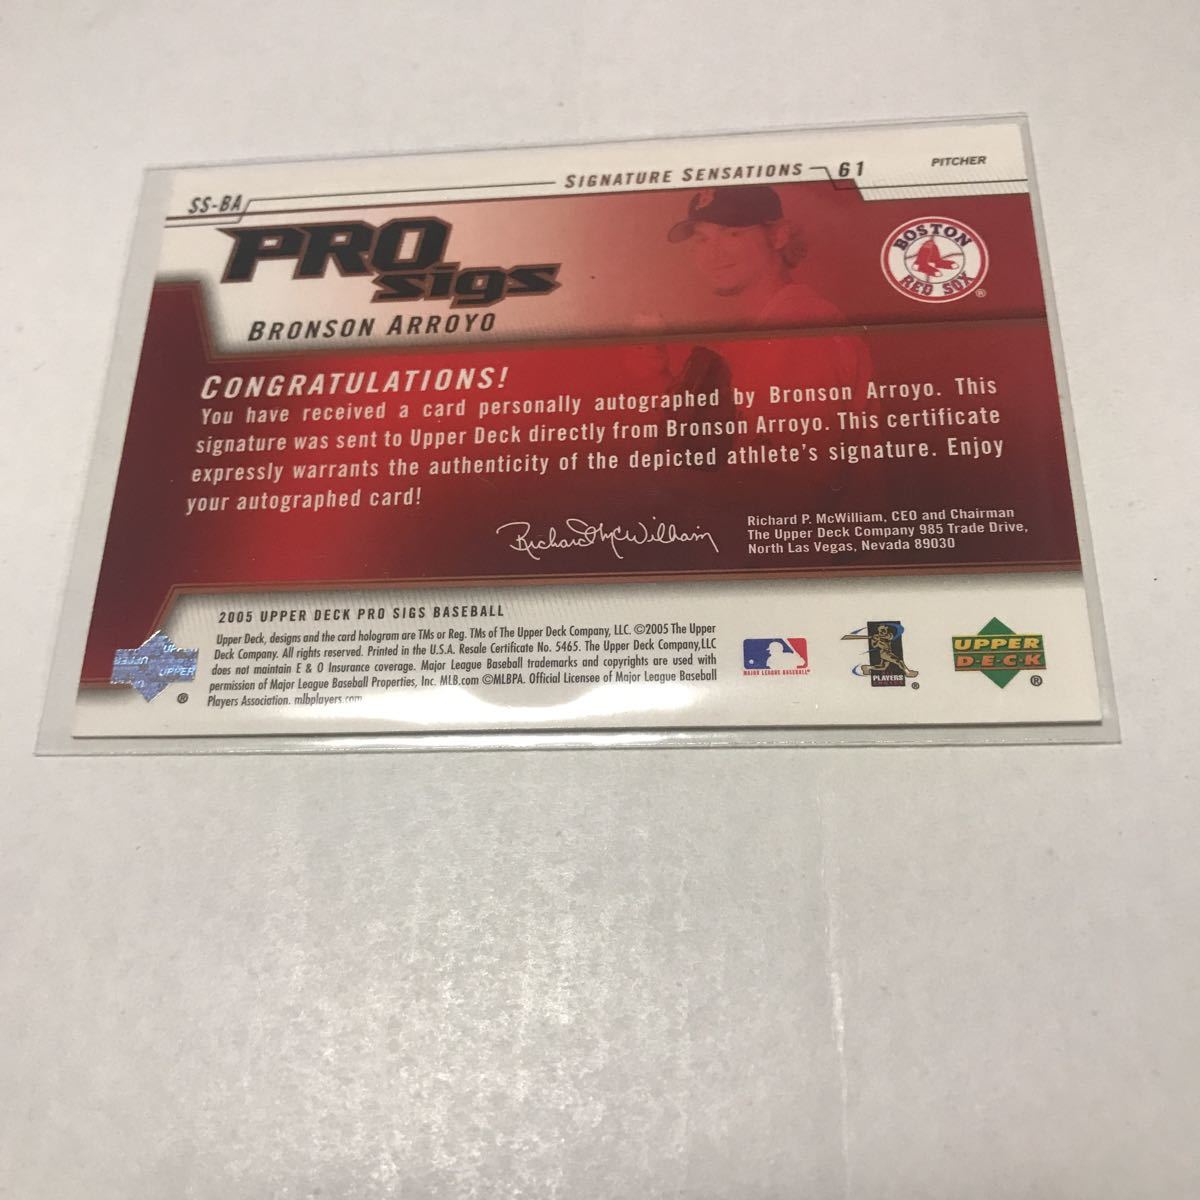 SS-BA
SIGNATURE SENSATIONS
61
PITCHER
PRO
sigs
BOSTON
RED SOX
®
BRONSON ARROYO
CONGRATULATIONS!
You have received a card personally autographed by Bronson Arroyo. This
signature was sent to Upper Deck directly from Bronson Arroyo. This certificate
expressly warrants the authenticity of the depicted athlete's signature. Enjoy
your autographed card!
Richard McWilliam
Richard P. McWilliam, CEO and Chairman
The Upper Deck Company 985 Trade Drive,
North Las Vegas, Nevada 89030
2005 UPPER DECK PRO SIGS BASEBALL
Upper Deck, designs and the card hologram are TMs or Reg. TMs of The Upper Deck Company, LLC. ©2005 The Upper
Deck Company. All rights reserved. Printed in the U.S.A. Resale Certificate No. 5465. The Upper Deck Company, LLC
does not maintain E & O Insurance coverage. Major League Baseball trademarks and copyrights are used with
permission of Major League Baseball Properties, Inc. MLB.com ©MLBPA. Official Licensee of Major League Baseball
Players Association. mlbplayers.com
UPPER
®
MAJOR LEAGUE BASEBALL
PLAYERS
®
UPPER
DECK
®